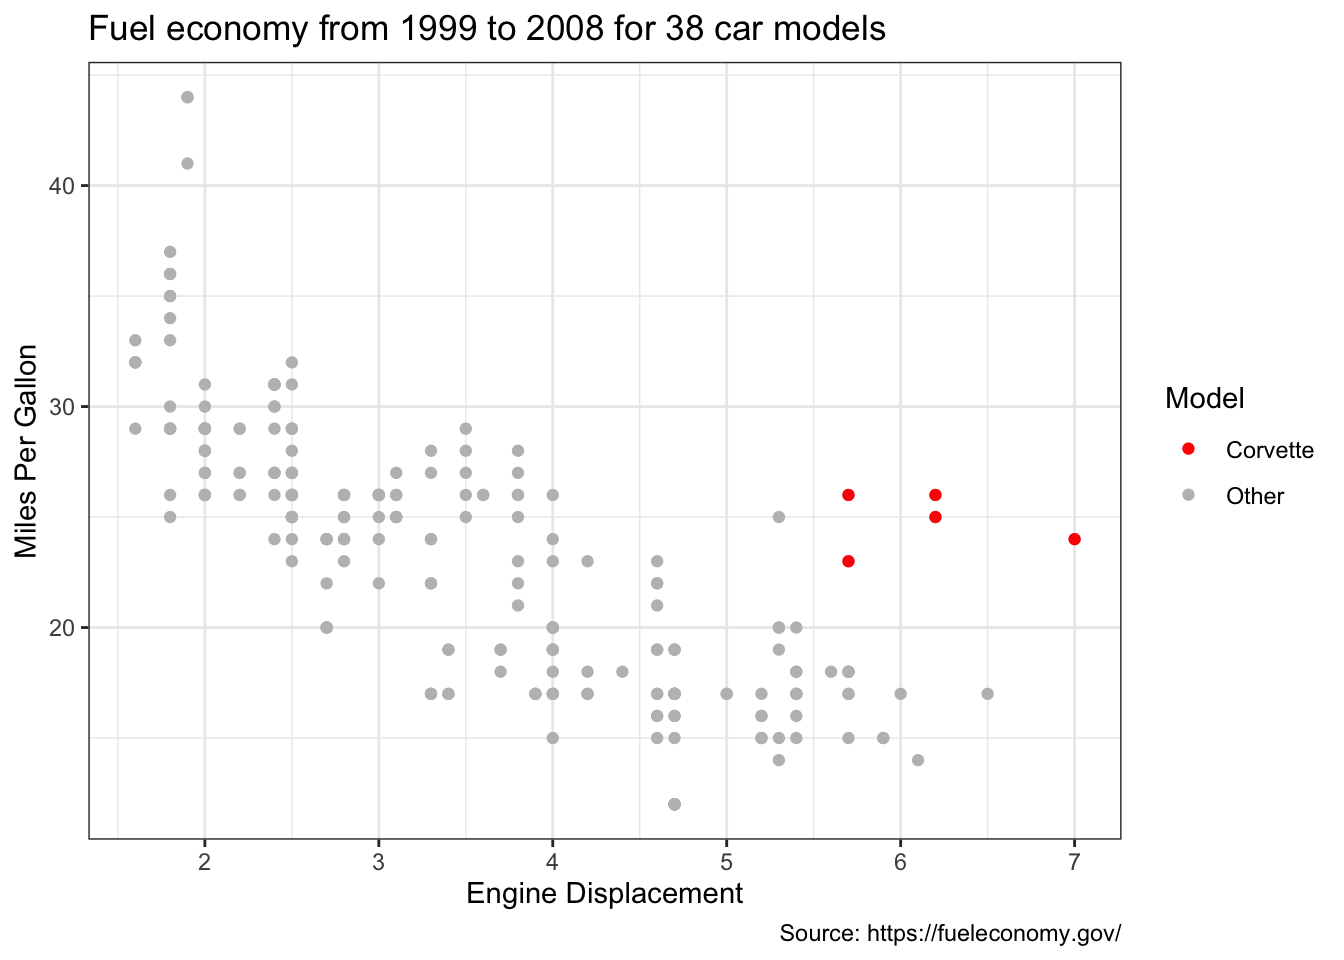 Fuel economy from 1999 to 2008 for 38 car models
Miles Per Gallon
40
30
20
2 3 4 5 6 7
Engine Displacement
Model
Corvette
Other
Source: https://fueleconomy.gov/